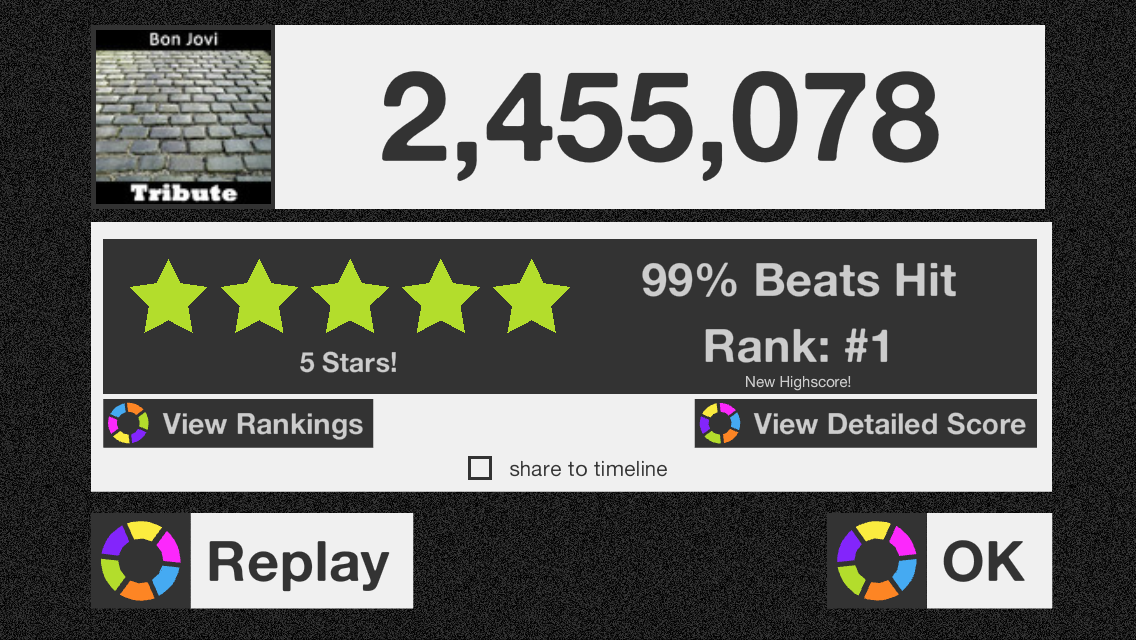 Bon Jovi
Tribute
2,455,078
5 Stars!
99% Beats Hit
Rank: #1
New Highscore!
View Rankings
View Detailed Score
share to timeline
Replay
OK